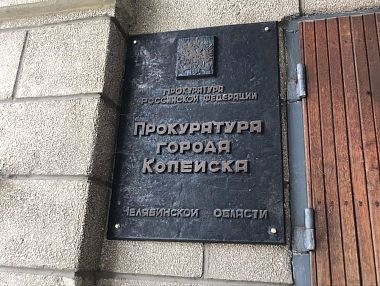 ПРОКУРАТУРА
РОССИЙСКОЙ ФЕДЕРАЦИИ
ПРОКУРАТУРА
ГОРОДА
КОПЕЙСКА
ЧЕЛЯБИНСКОЙ ОБЛАСТИ